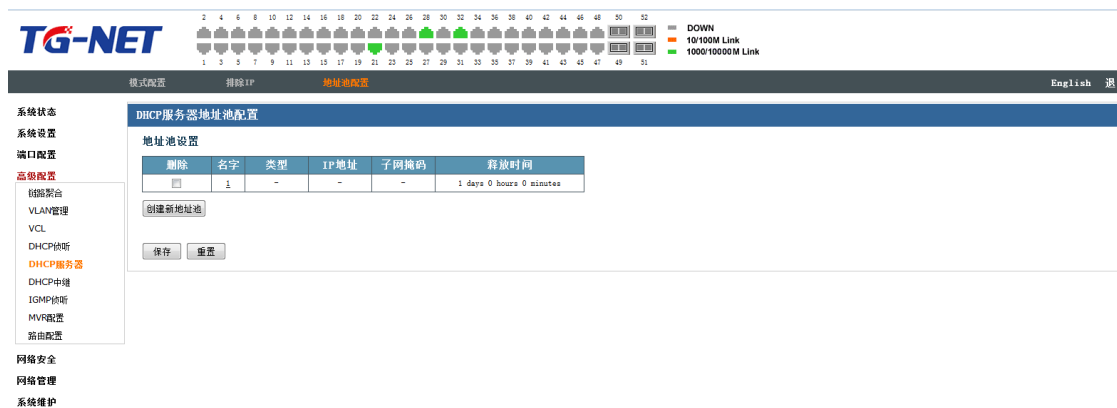 TG-NET
2 4 6 8 10 12 14 16 18 20 22 24 26 28 30 32 34 36 38 40 42 44 46 48 50 52
1 3 5 7 9 11 13 15 17 19 21 23 25 27 29 31 33 35 37 39 41 43 45 47 49 51
DOWN
10/100M Link
1000/10000M Link
模式配置 排除IP 地址池配置 English 退
系统状态
系统设置
端口配置
高级配置
链路聚合
VLAN管理
VCL
DHCP侦听
DHCP服务器
DHCP中继
IGMP侦听
MVR配置
路由配置
网络安全
网络管理
系统维护
DHCP服务器地址池配置
地址池设置
删除 名字 类型 IP地址 子网掩码 释放时间
1 - - - 1 days 0 hours 0 minutes
创建新地址池
保存 重置